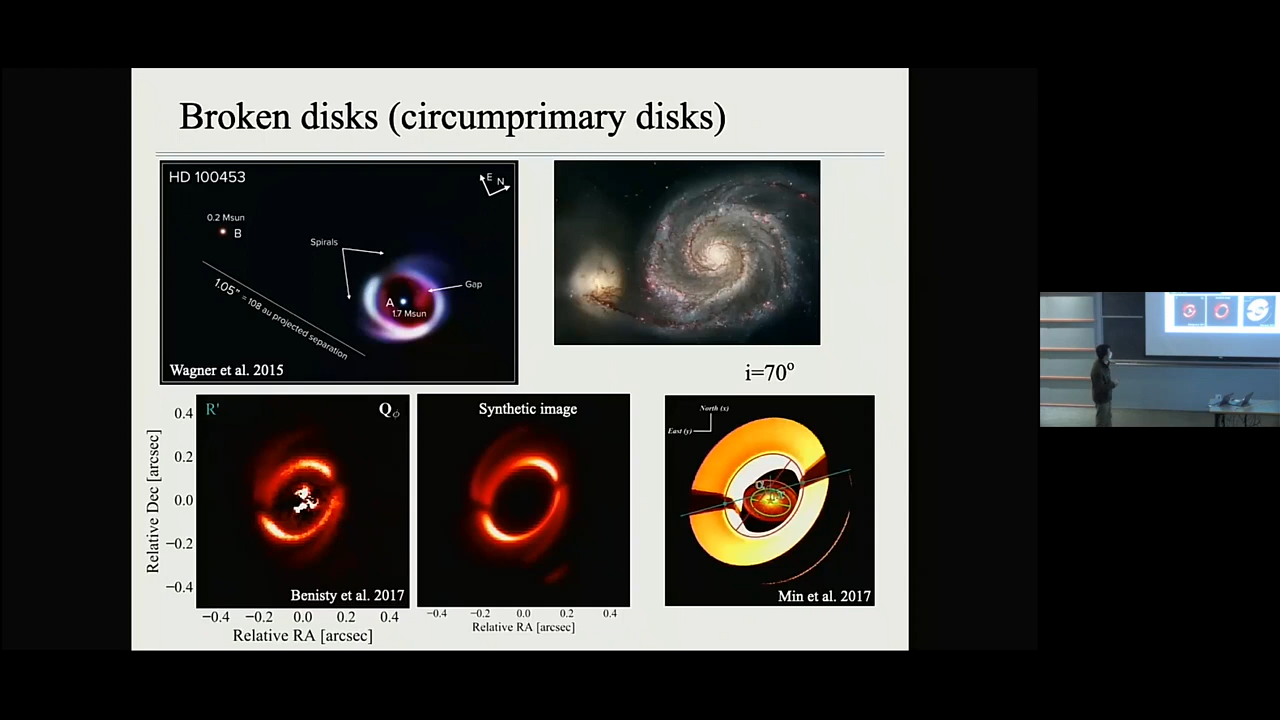 Broken disks (circumprimary disks)
HD 100453
E N
0.2 Msun
B
Spirals
Gap
A
1.7 Msun
1.05" = 108 au projected separation
Wagner et al. 2015
i=70°
R' Qϕ
Synthetic image
North (x)
East (y)
Relative Dec [arcsec]
0.4
0.2
0.0
−0.2
−0.4
Benisty et al. 2017
Min et al. 2017
−0.4 −0.2 0.0 0.2 0.4
Relative RA [arcsec]
−0.4 −0.2 0.0 0.2 0.4
Relative RA [arcsec]